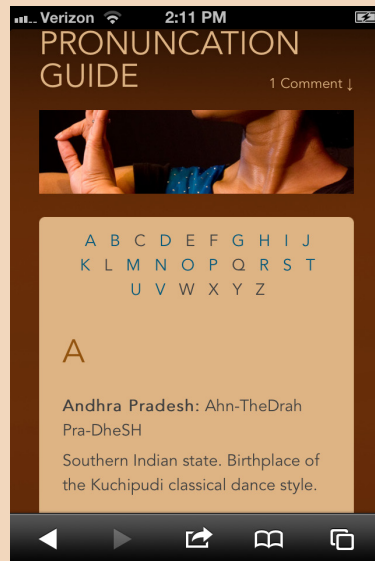 Verizon 2:11 PM
PRONUNCATION
GUIDE
1 Comment ↓
A B C D E F G H I J
K L M N O P Q R S T
U V W X Y Z
A
Andhra Pradesh: Ahn-TheDrah
Pra-DheSH
Southern Indian state. Birthplace of
the Kuchipudi classical dance style.